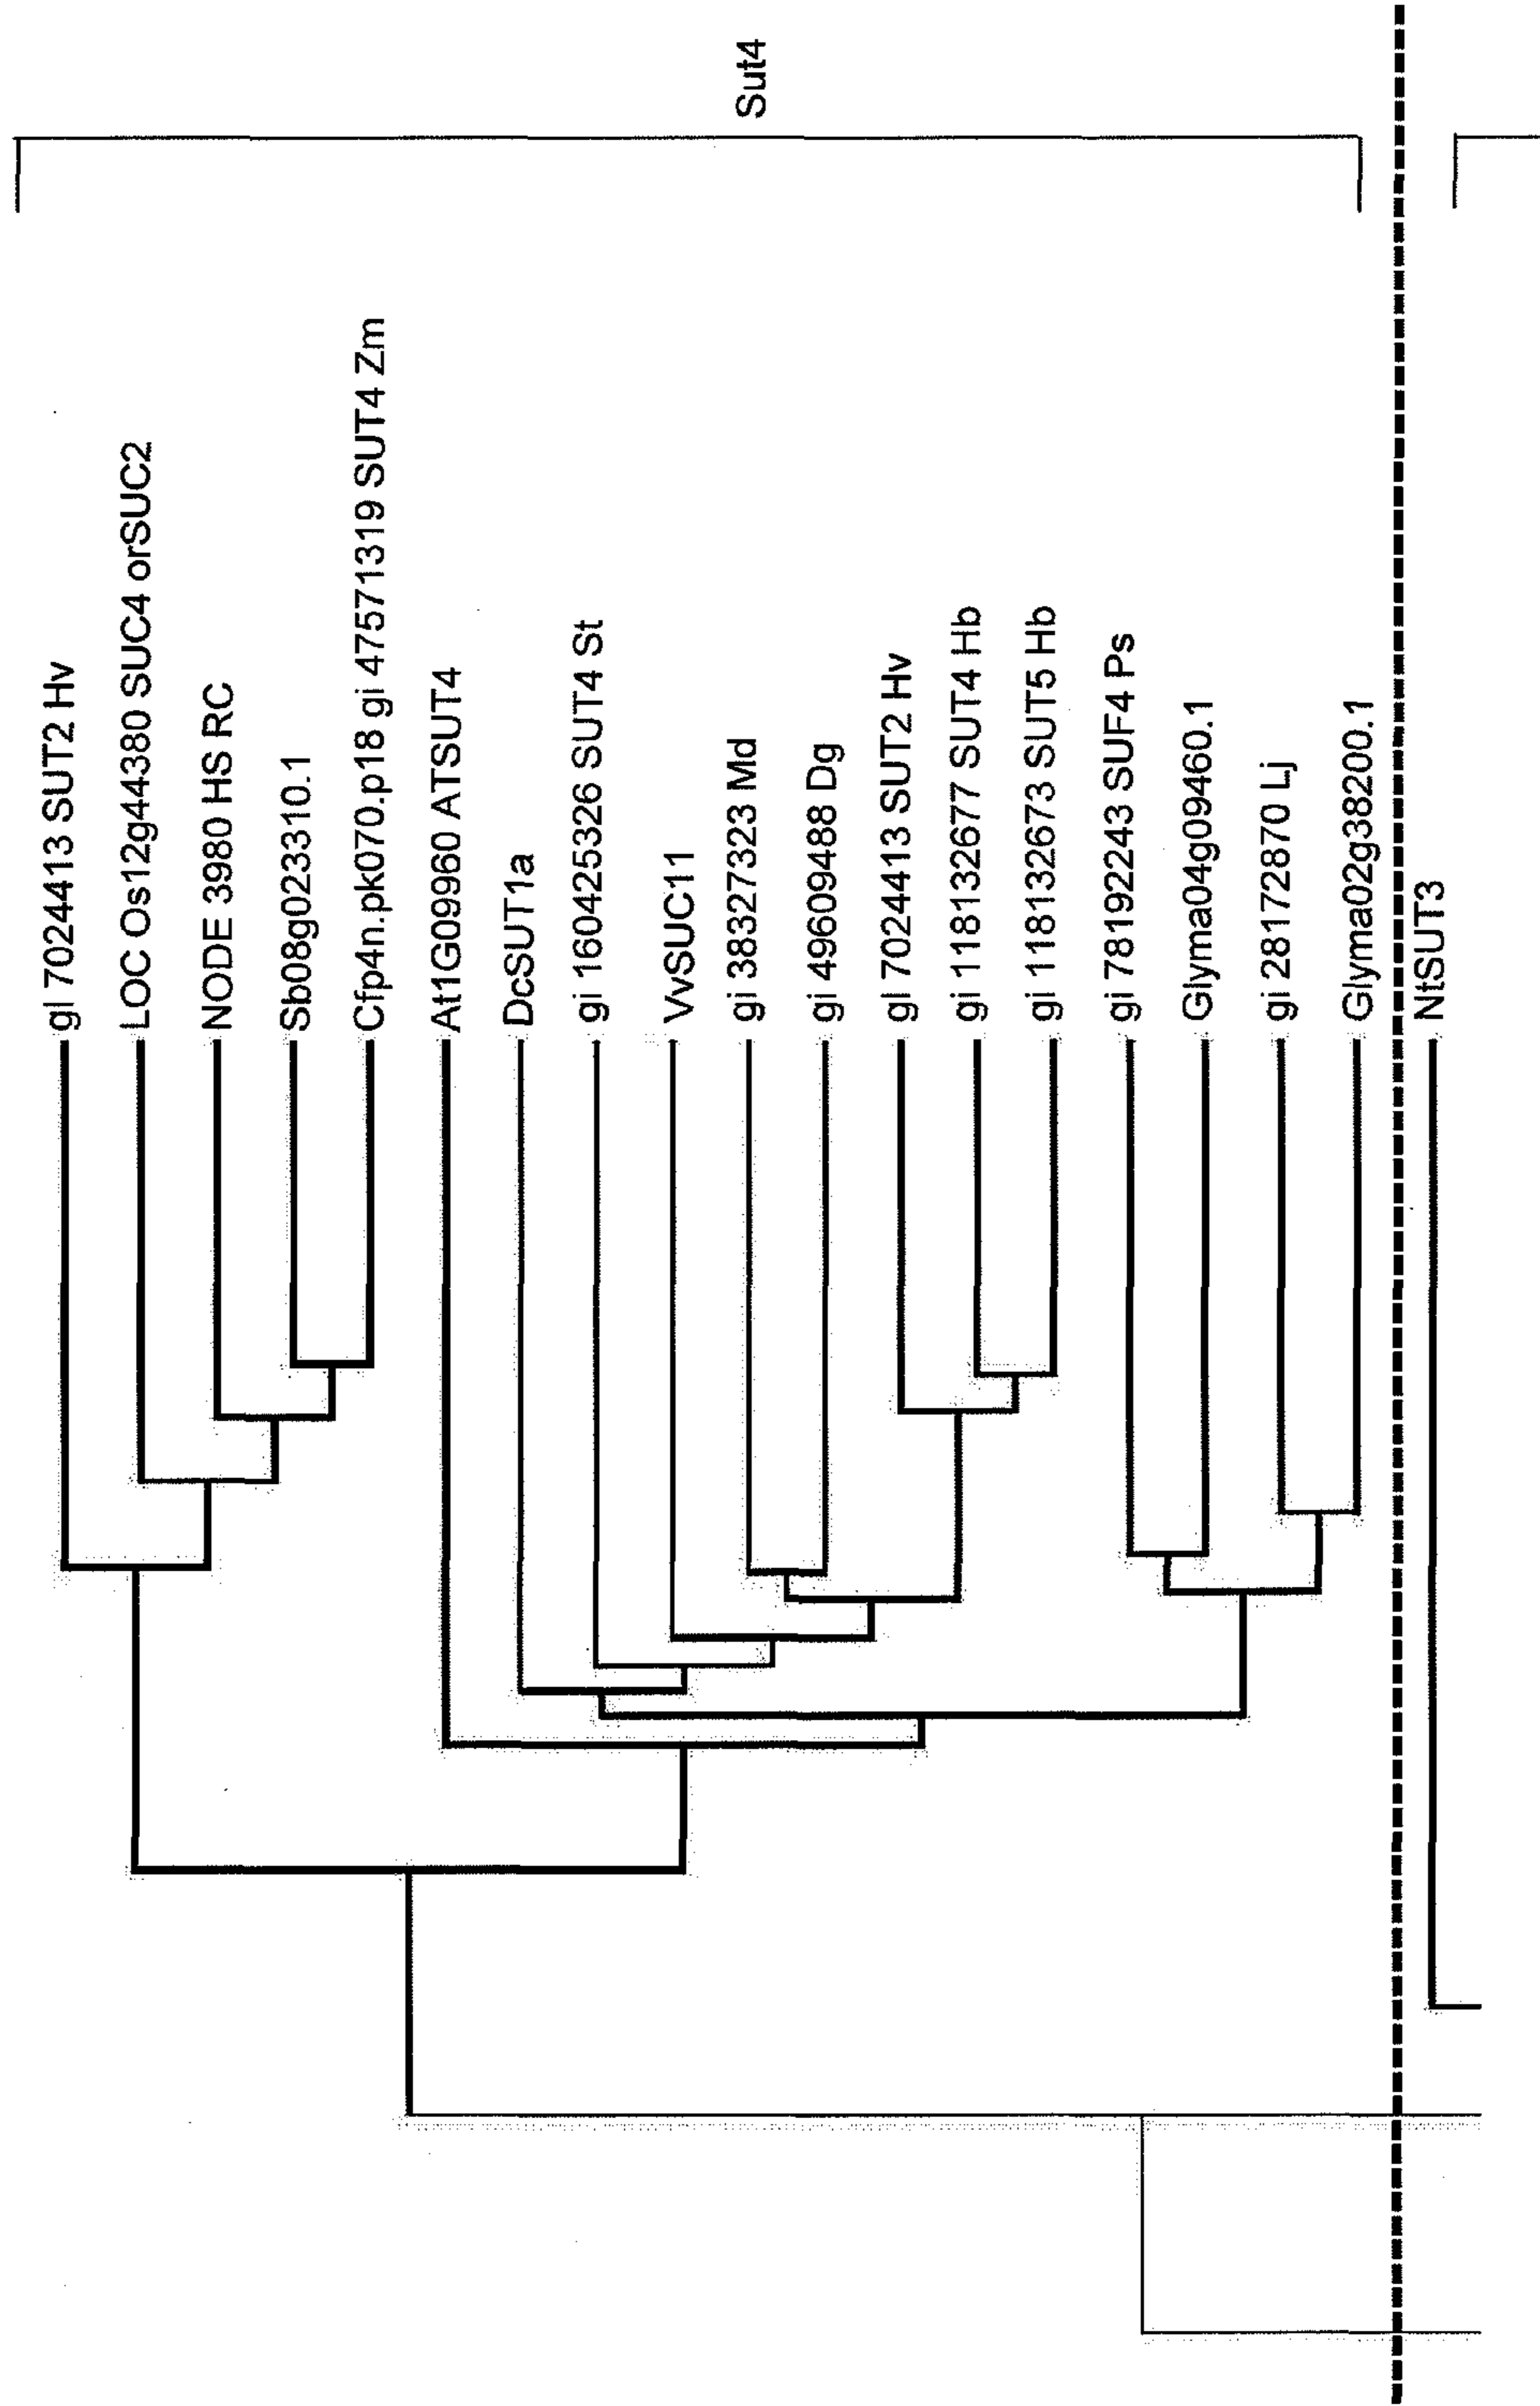 gI 7024413 SUT2 Hv
LOC Os12g44380 SUC4 orSUC2
NODE 3980 HS RC
Sb08g023310.1
Cfp4n.pk070.p18 gi 47571319 SUT4 Zm
At1G09960 ATSUT4
DcSUT1a
gi 160425326 SUT4 St
VvSUC11
gi 38327323 Md
gi 49609488 Dg
gI 7024413 SUT2 Hv
gi 118132677 SUT4 Hb
gi 118132673 SUT5 Hb
gi 78192243 SUF4 Ps
Glyma04g09460.1
gi 28172870 Lj
Glyma02g38200.1
NtSUT3
Sut4